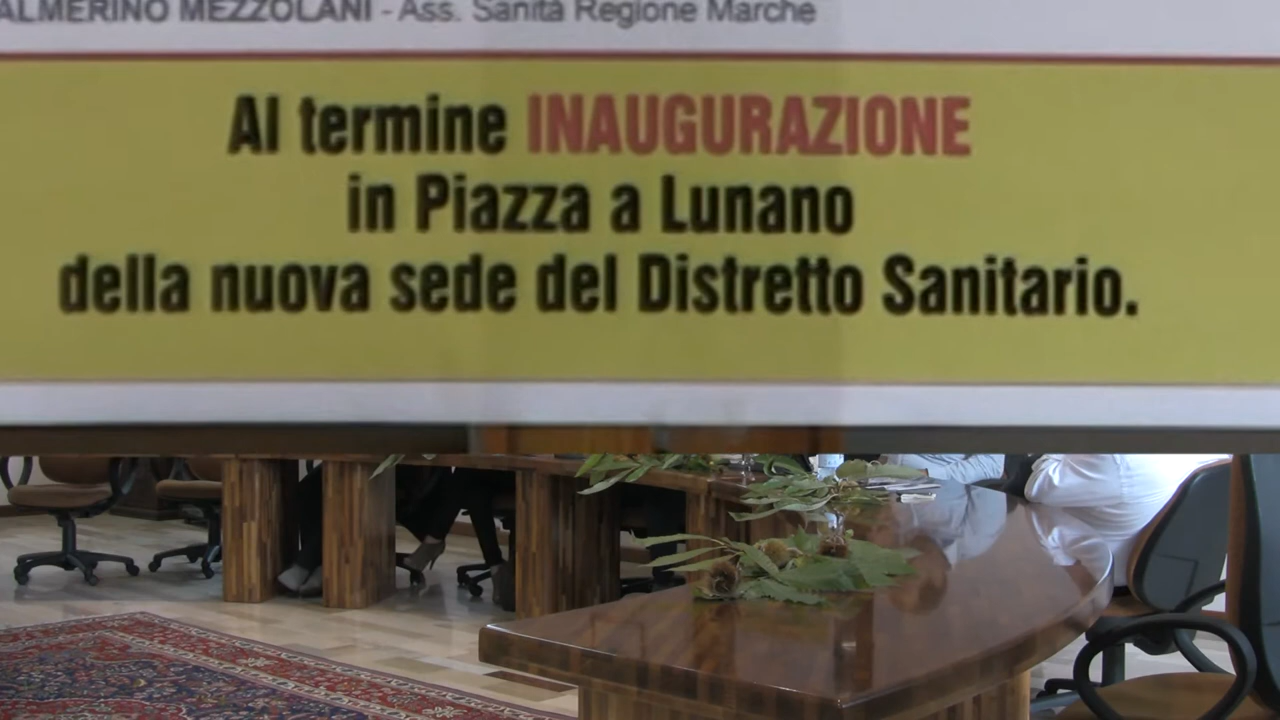 ALMERINO MEZZOLANI - Ass. Sanità Regione Marche
Al termine INAUGURAZIONE
in Piazza a Lunano
della nuova sede del Distretto Sanitario.